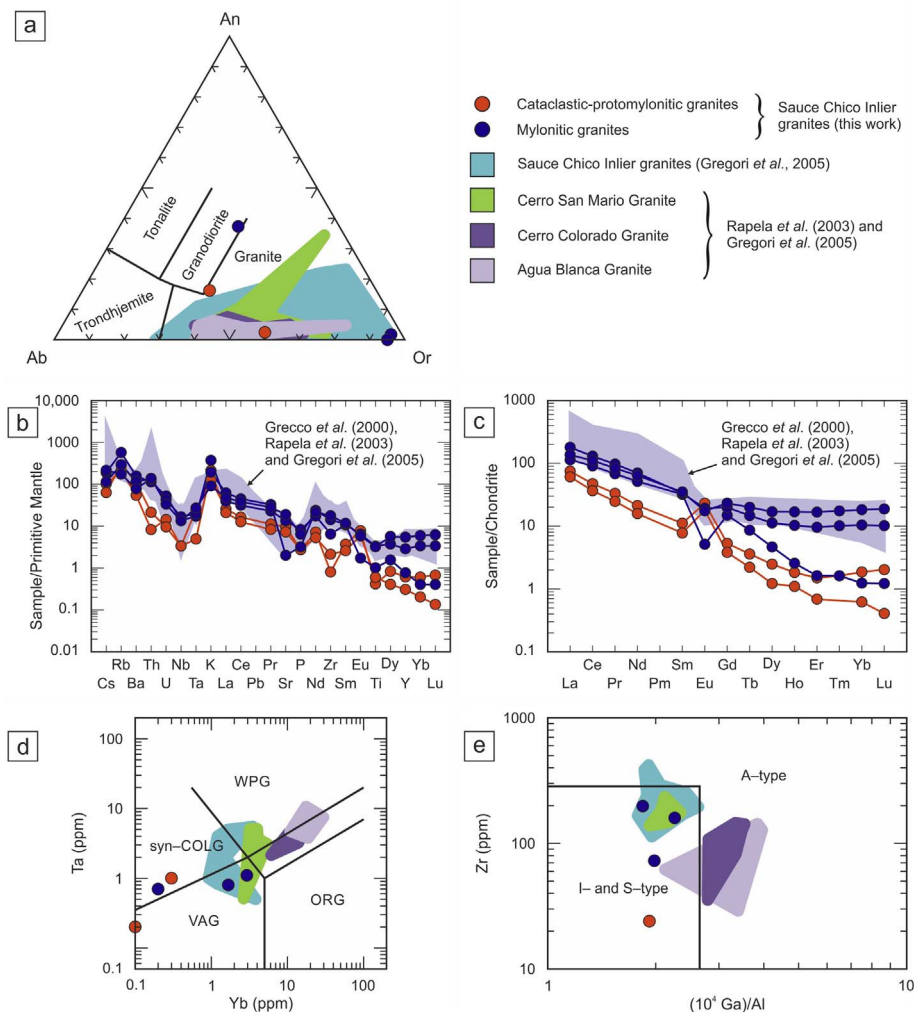 a
An
Ab
Or
Tonalite
Granodiorite
Granite
Trondhjemite
Cataclastic-protomylonitic granites
Mylonitic granites
Sauce Chico Inlier
granites (this work)
Sauce Chico Inlier granites (Gregori et al., 2005)
Cerro San Mario Granite
Cerro Colorado Granite
Agua Blanca Granite
Rapela et al. (2003) and
Gregori et al. (2005)
b
Sample/Primitive Mantle
10,000
1000
100
10
1
0.1
0.01
Grecco et al. (2000),
Rapela et al. (2003)
and Gregori et al. (2005)
Rb Ba Th Nb K Ce Pr P Zr Eu Dy Yb
Cs U Ta La Pb Sr Nd Sm Ti Y Lu
c
Sample/Chondrite
1000
100
10
1
0.1
Grecco et al. (2000),
Rapela et al. (2003)
and Gregori et al. (2005)
Ce Nd Sm Gd Dy Er Yb
La Pr Pm Eu Tb Ho Tm Lu
d
Ta (ppm)
100
10
1
0.1
WPG
syn–COLG
VAG
ORG
0.1 1 10 100
Yb (ppm)
e
Zr (ppm)
1000
100
10
A–type
I– and S–type
1 2 10
(10⁴ Ga)/Al